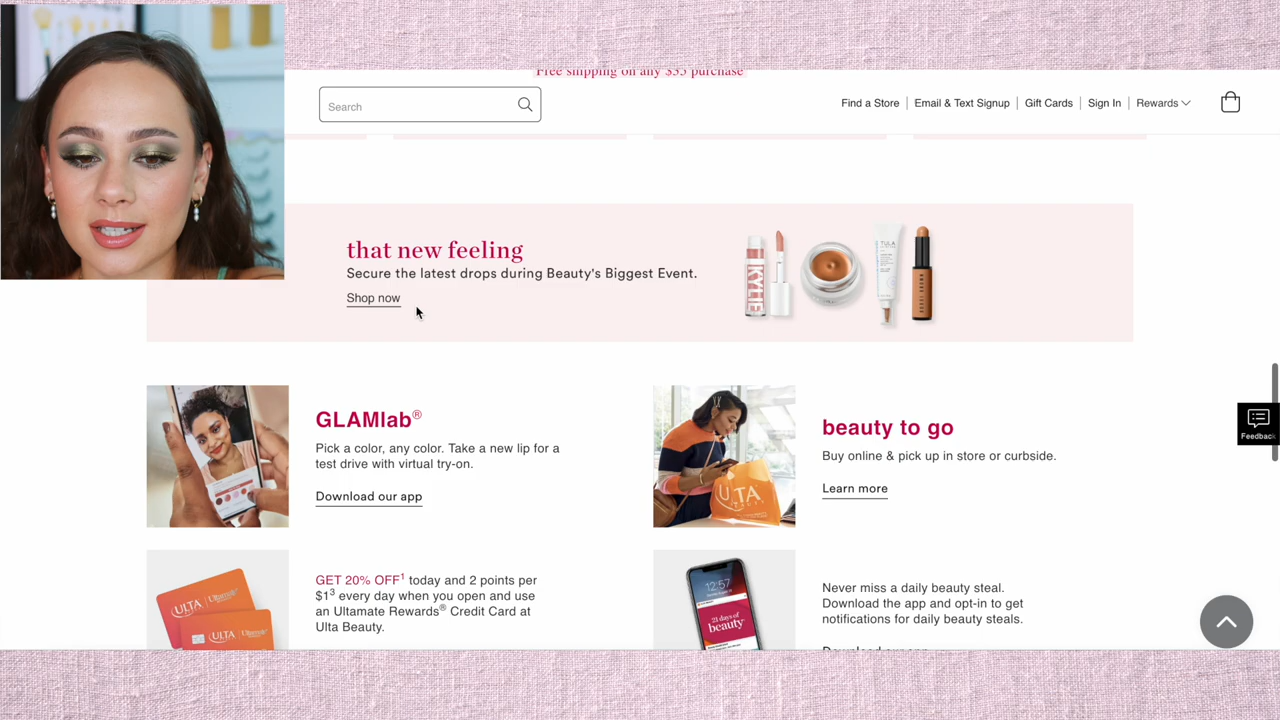 Free shipping on any $35 purchase
Search
Find a Store
Email & Text Signup
Gift Cards
Sign In
Rewards
that new feeling
Secure the latest drops during Beauty's Biggest Event.
Shop now
KYLIE
TULA
Feedback
GLAMlab®
Pick a color, any color. Take a new lip for a
test drive with virtual try-on.
Download our app
beauty to go
Buy online & pick up in store or curbside.
Learn more
ULTA
GET 20% OFF¹ today and 2 points per
$1³ every day when you open and use
an Ultamate Rewards® Credit Card at
Ulta Beauty.
ULTA
ULTA
12:57
21 days of
beauty
Never miss a daily beauty steal.
Download the app and opt-in to get
notifications for daily beauty steals.
Download our app